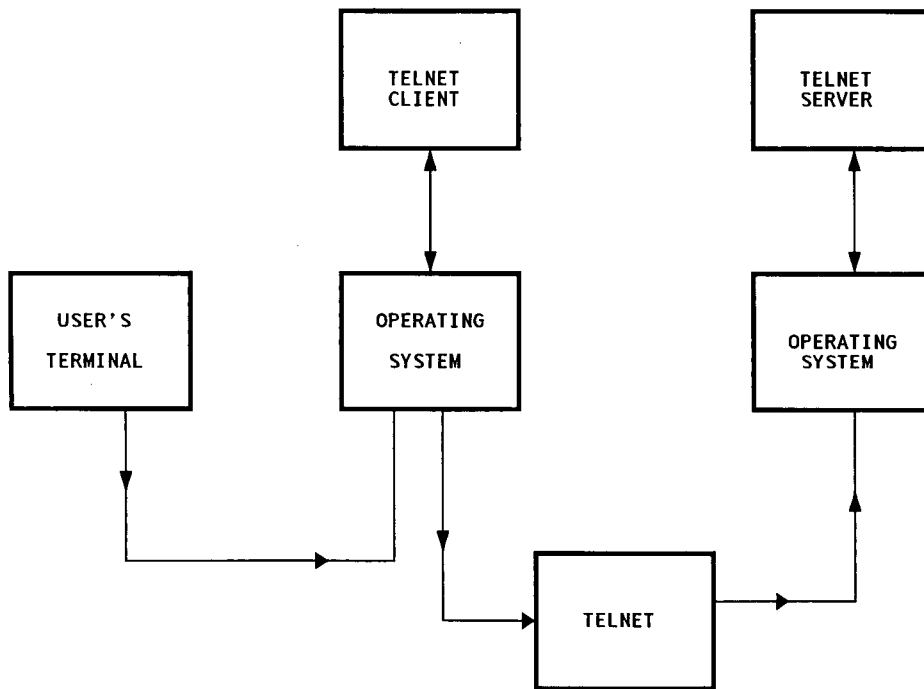 TELNET
CLIENT
TELNET
SERVER
USER'S
TERMINAL
OPERATING
SYSTEM
OPERATING
SYSTEM
TELNET